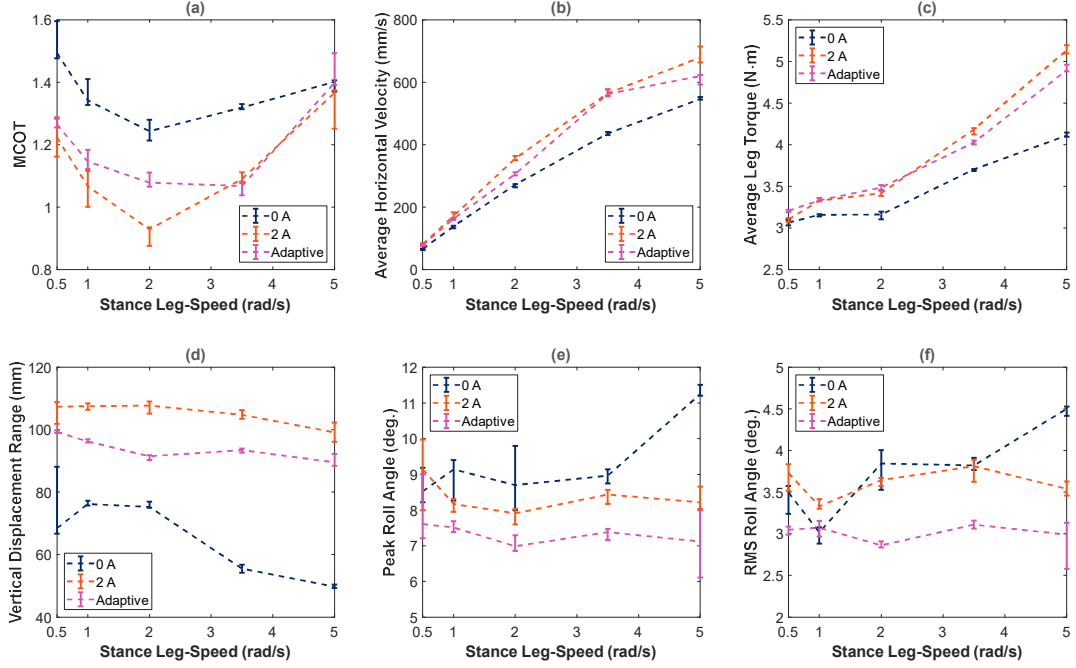 (a)
MCOT
1.6
1.4
1.2
1
0.8
0.5 1 2 3 4 5
Stance Leg-Speed (rad/s)
0 A
2 A
Adaptive
(b)
Average Horizontal Velocity (mm/s)
800
600
400
200
0
0.5 1 2 3 4 5
Stance Leg-Speed (rad/s)
0 A
2 A
Adaptive
(c)
Average Leg Torque (N·m)
5.5
5
4.5
4
3.5
3
2.5
0.5 1 2 3 4 5
Stance Leg-Speed (rad/s)
0 A
2 A
Adaptive
(d)
Vertical Displacement Range (mm)
120
100
80
60
40
0.5 1 2 3 4 5
Stance Leg-Speed (rad/s)
0 A
2 A
Adaptive
(e)
Peak Roll Angle (deg.)
12
11
10
9
8
7
6
5
0.5 1 2 3 4 5
Stance Leg-Speed (rad/s)
0 A
2 A
Adaptive
(f)
RMS Roll Angle (deg.)
5
4.5
4
3.5
3
2.5
2
0.5 1 2 3 4 5
Stance Leg-Speed (rad/s)
0 A
2 A
Adaptive